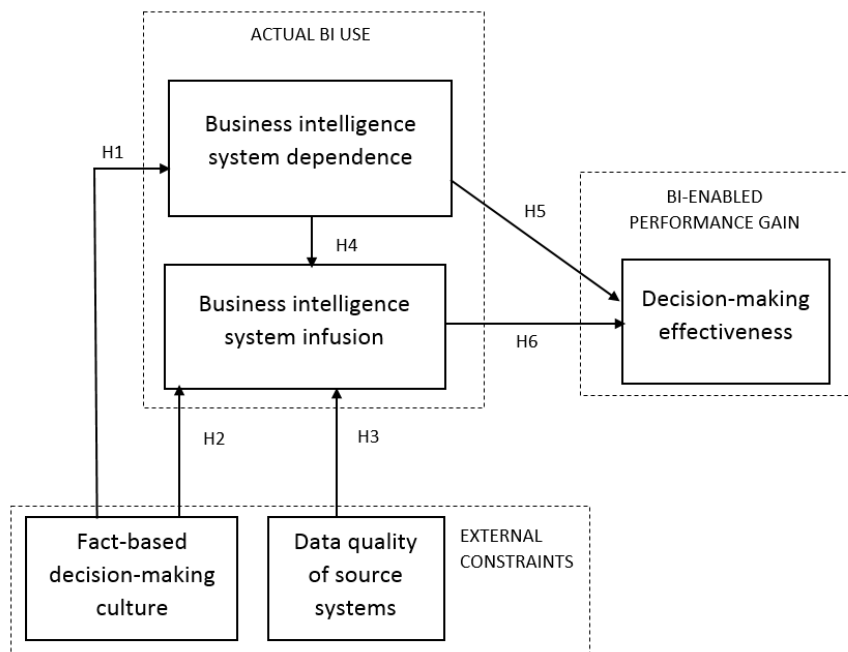 ACTUAL BI USE
Business intelligence
system dependence
H1
H4
H5
BI-ENABLED
PERFORMANCE GAIN
Business intelligence
system infusion
Decision-making
effectiveness
H6
H2
H3
Fact-based
decision-making
culture
Data quality
of source
systems
EXTERNAL
CONSTRAINTS